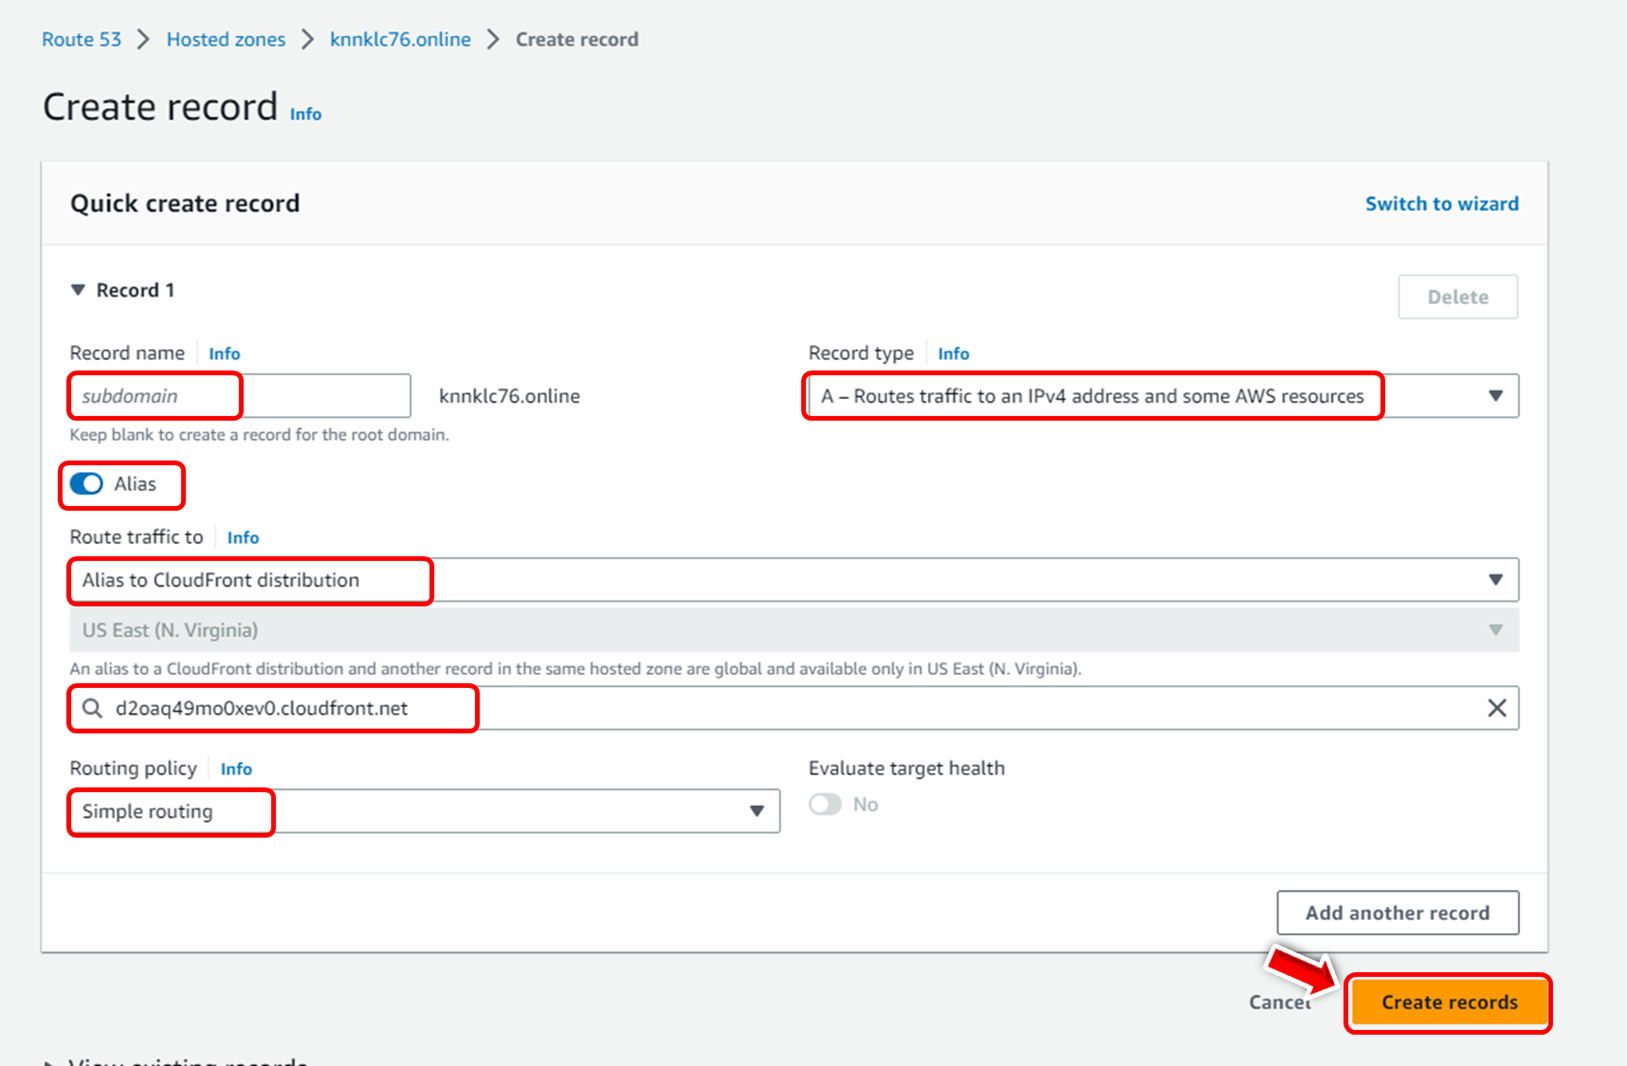 Route 53 > Hosted zones > knnklc76.online > Create record
Create record Info
Quick create record
Switch to wizard
Record 1
Delete
Record name Info
Record type Info
subdomain
knnklc76.online
A – Routes traffic to an IPv4 address and some AWS resources
Keep blank to create a record for the root domain.
Alias
Route traffic to Info
Alias to CloudFront distribution
US East (N. Virginia)
An alias to a CloudFront distribution and another record in the same hosted zone are global and available only in US East (N. Virginia).
d2oaq49mo0xev0.cloudfront.net
Routing policy Info
Evaluate target health
Simple routing
No
Add another record
Cancel
Create records
View existing records